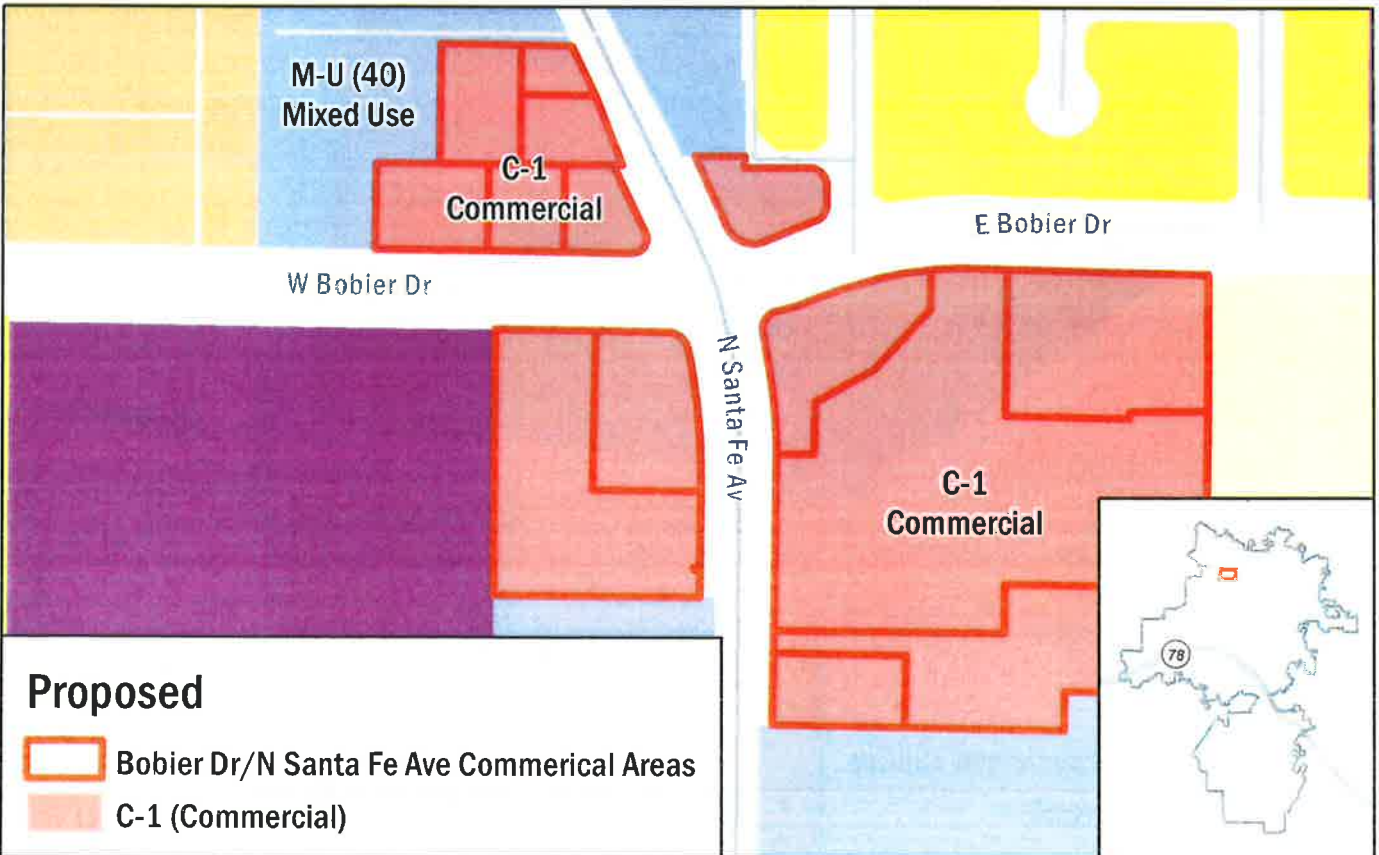 M-U (40)
Mixed Use
C-1
Commercial
E Bobier Dr
W Bobier Dr
N Santa Fe Av
C-1
Commercial
78
Proposed
Bobier Dr/N Santa Fe Ave Commerical Areas
C-1 (Commercial)